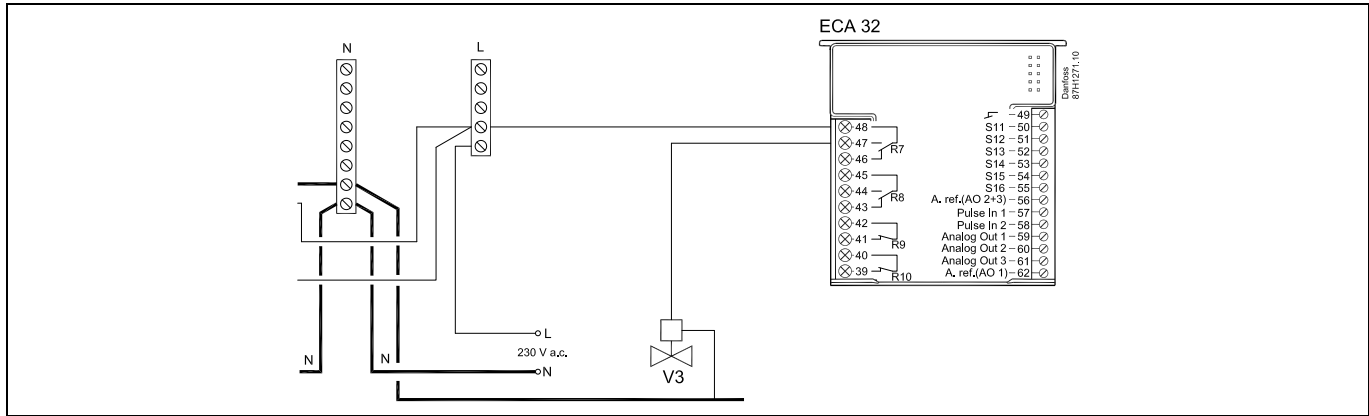 ECA 32
N
L
Danfoss
87H1271.10
48
47
46
R7
45
44
43
R8
42
41
R9
40
39
R10
49
S11 – 50
S12 – 51
S13 – 52
S14 – 53
S15 – 54
S16 – 55
A. ref.(AO 2+3) – 56
Pulse In 1 – 57
Pulse In 2 – 58
Analog Out 1 – 59
Analog Out 2 – 60
Analog Out 3 – 61
A. ref.(AO 1) – 62
L
230 V a.c.
N
N
N
V3